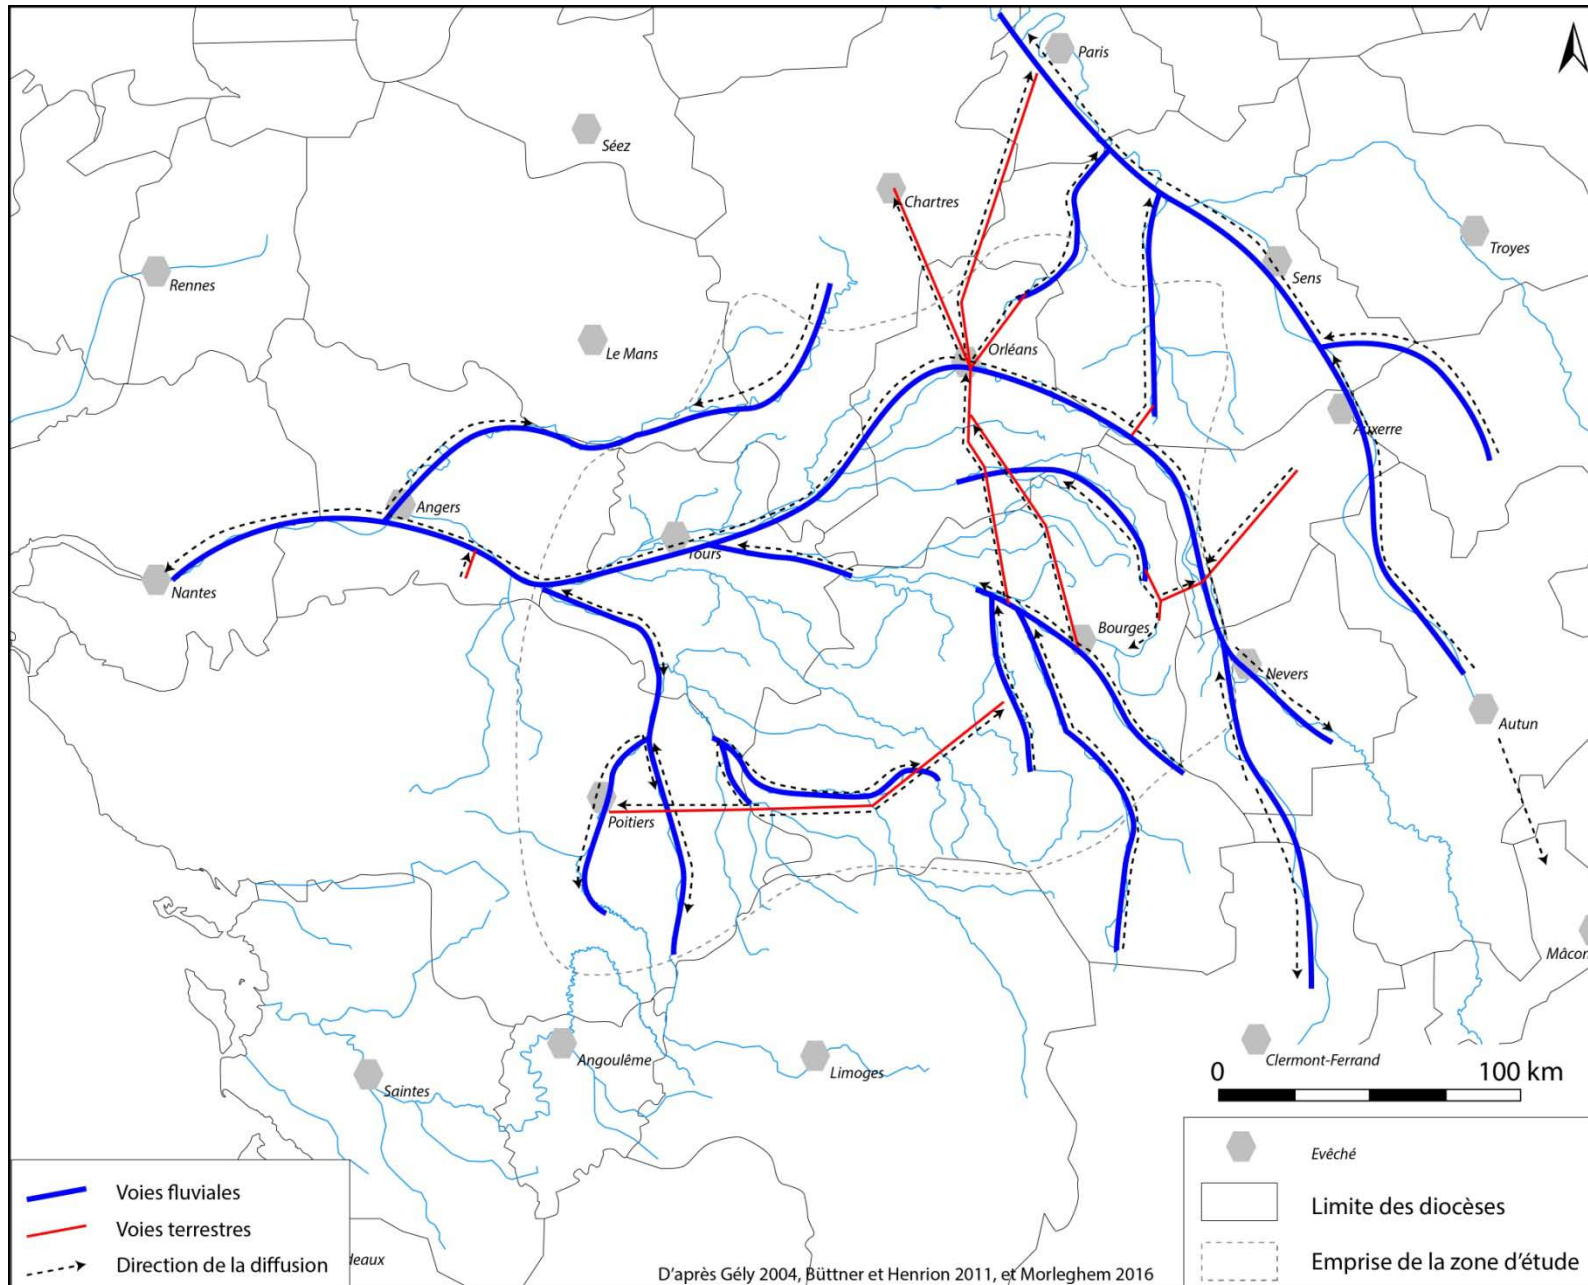 Paris
Séez
Chartres
Troyes
Rennes
Sens
Le Mans
Orléans
Auxerre
Angers
Tours
Nantes
Bourges
Nevers
Autun
Poitiers
Mâcon
Angoulême
Limoges
Saintes
Clermont-Ferrand
0 100 km
Voies fluviales
Voies terrestres
Direction de la diffusion
deaux
Evêché
Limite des diocèses
Emprise de la zone d'étude
D'après Gély 2004, Büttner et Henrion 2011, et Morleghem 2016